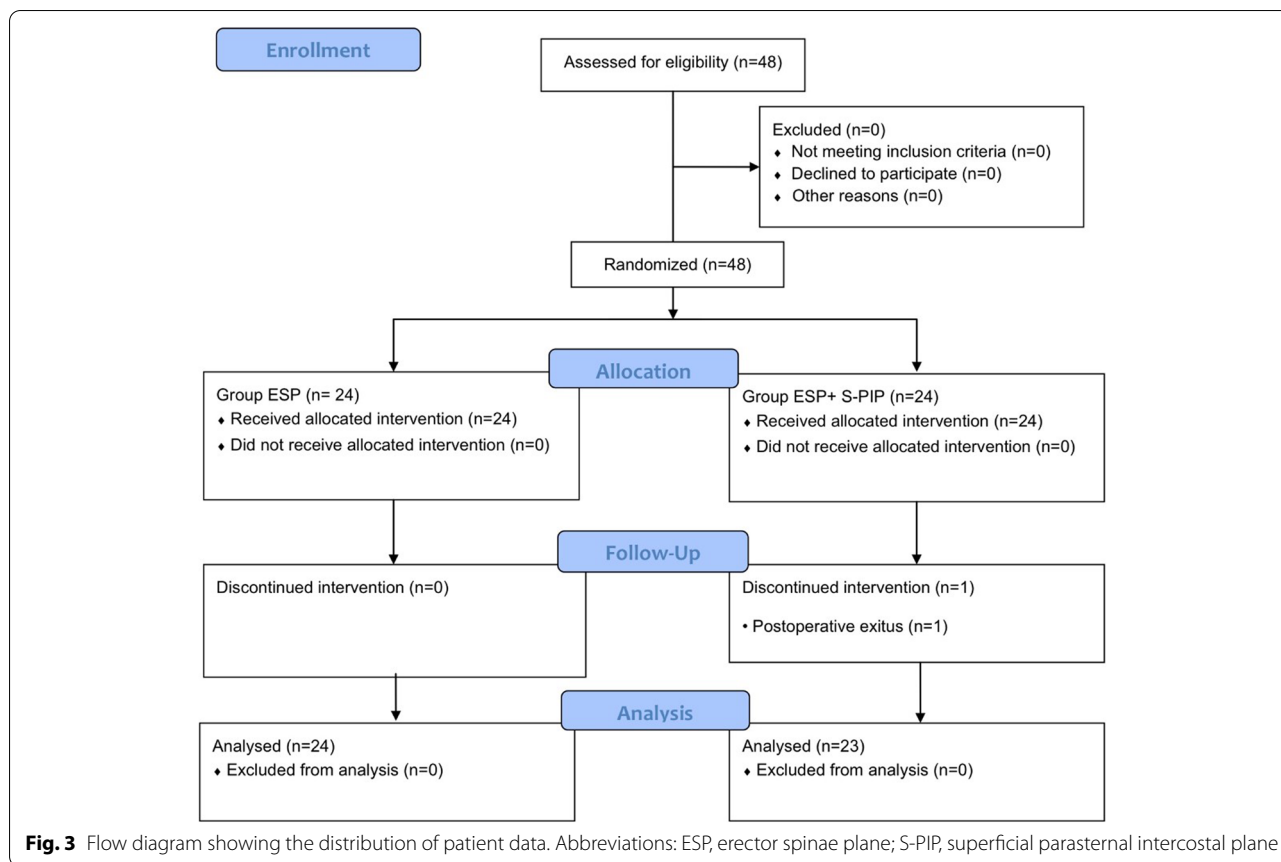 Enrollment
Assessed for eligibility (n=48)
Excluded (n=0)
⬧ Not meeting inclusion criteria (n=0)
⬧ Declined to participate (n=0)
⬧ Other reasons (n=0)
Randomized (n=48)
Allocation
Group ESP (n= 24)
⬧ Received allocated intervention (n=24)
⬧ Did not receive allocated intervention (n=0)
Group ESP+ S-PIP (n=24)
⬧ Received allocated intervention (n=24)
⬧ Did not receive allocated intervention (n=0)
Follow-Up
Discontinued intervention (n=0)
Discontinued intervention (n=1)
• Postoperative exitus (n=1)
Analysis
Analysed (n=24)
⬧ Excluded from analysis (n=0)
Analysed (n=23)
⬧ Excluded from analysis (n=0)
Fig. 3 Flow diagram showing the distribution of patient data. Abbreviations: ESP, erector spinae plane; S-PIP, superficial parasternal intercostal plane